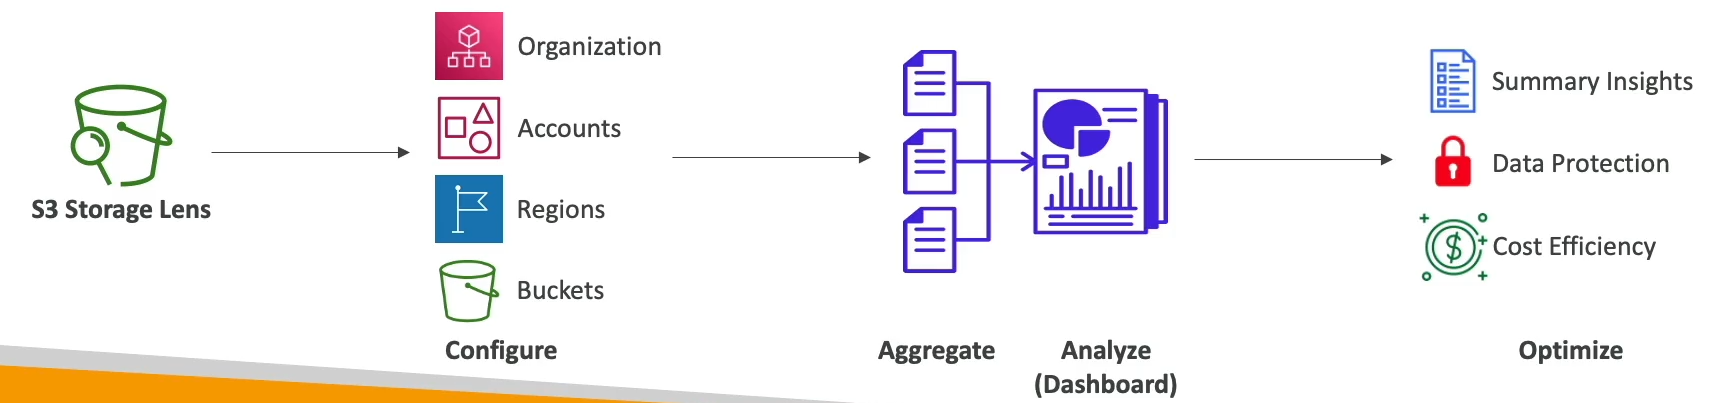 S3 Storage Lens
Organization
Accounts
Regions
Buckets
Configure
Aggregate
Analyze
(Dashboard)
Summary Insights
Data Protection
$
Cost Efficiency
Optimize